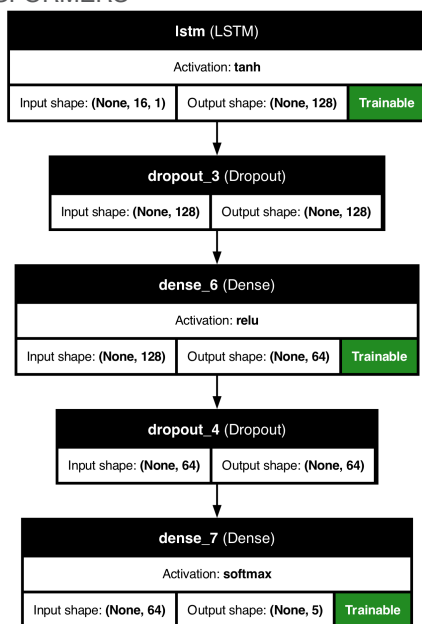 lstm (LSTM)
Activation: tanh
Input shape: (None, 16, 1) Output shape: (None, 128) Trainable
dropout_3 (Dropout)
Input shape: (None, 128) Output shape: (None, 128)
dense_6 (Dense)
Activation: relu
Input shape: (None, 128) Output shape: (None, 64) Trainable
dropout_4 (Dropout)
Input shape: (None, 64) Output shape: (None, 64)
dense_7 (Dense)
Activation: softmax
Input shape: (None, 64) Output shape: (None, 5) Trainable